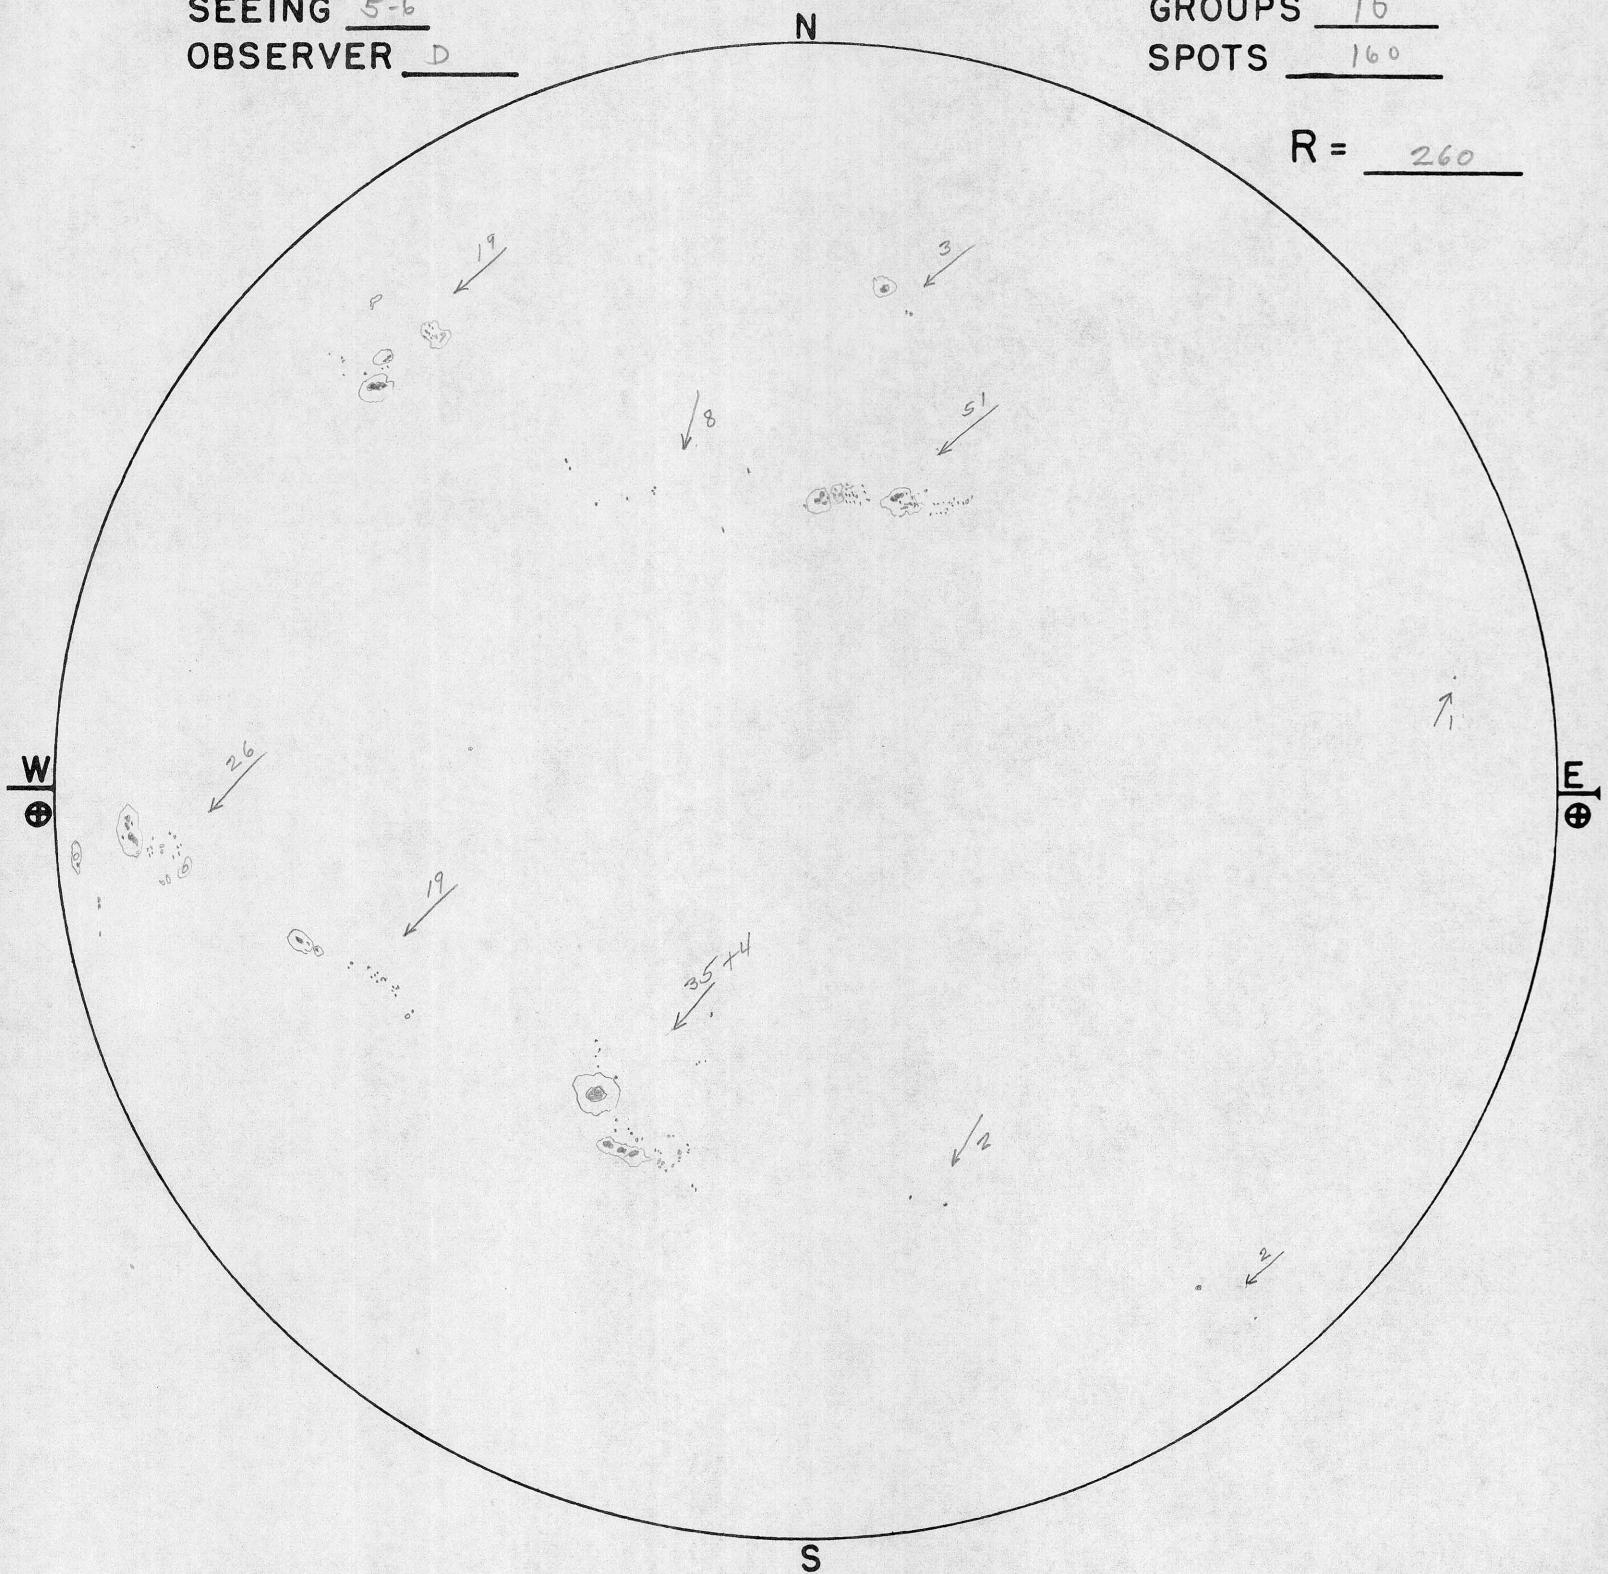 SEEING 5-6
GROUPS 10
N
OBSERVER D
SPOTS 160
R = 260
19
3
8
51
1
26
W
E
19
35+4
2
2
S